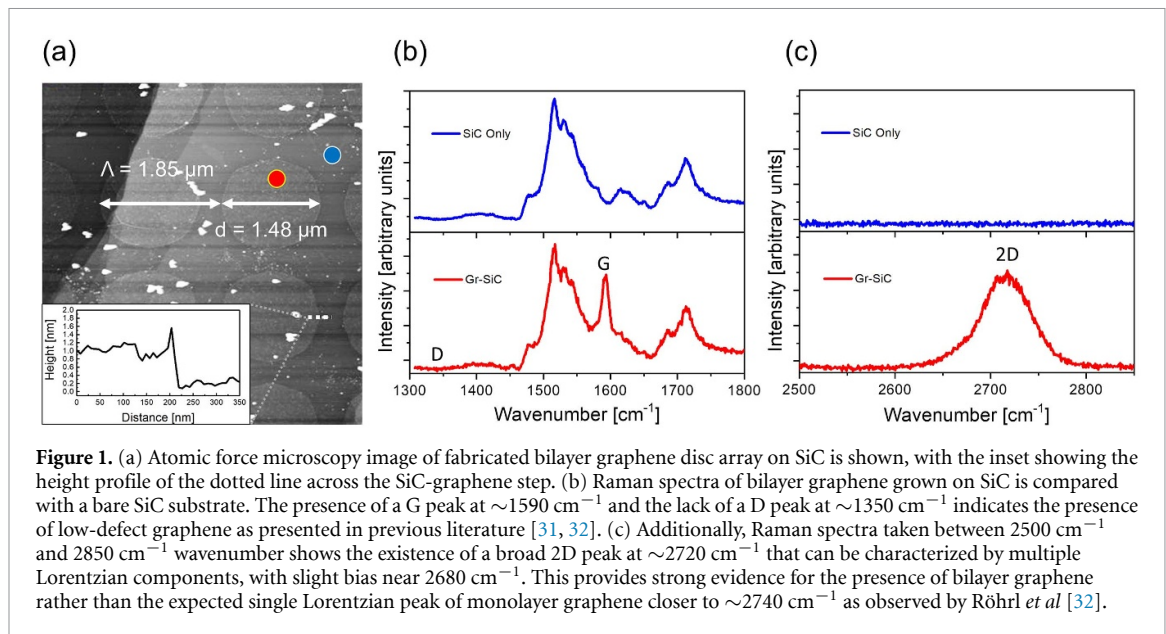 (a)
(b)
(c)
Λ = 1.85 μm
d = 1.48 μm
Height [nm]
2.0
1.8
1.6
1.4
1.2
1.0
0.8
0.6
0.4
0.2
0.0
0 50 100 150 200 250 300 350
Distance [nm]
Intensity [arbitrary units]
SiC Only
Gr-SiC
D
G
1300 1400 1500 1600 1700 1800
Wavenumber [cm⁻¹]
Intensity [arbitrary units]
SiC Only
Gr-SiC
2D
2500 2600 2700 2800
Wavenumber [cm⁻¹]
Figure 1. (a) Atomic force microscopy image of fabricated bilayer graphene disc array on SiC is shown, with the inset showing the
height profile of the dotted line across the SiC-graphene step. (b) Raman spectra of bilayer graphene grown on SiC is compared
with a bare SiC substrate. The presence of a G peak at ∼1590 cm⁻¹ and the lack of a D peak at ∼1350 cm⁻¹ indicates the presence
of low-defect graphene as presented in previous literature [31, 32]. (c) Additionally, Raman spectra taken between 2500 cm⁻¹
and 2850 cm⁻¹ wavenumber shows the existence of a broad 2D peak at ∼2720 cm⁻¹ that can be characterized by multiple
Lorentzian components, with slight bias near 2680 cm⁻¹. This provides strong evidence for the presence of bilayer graphene
rather than the expected single Lorentzian peak of monolayer graphene closer to ∼2740 cm⁻¹ as observed by Röhrl et al [32].